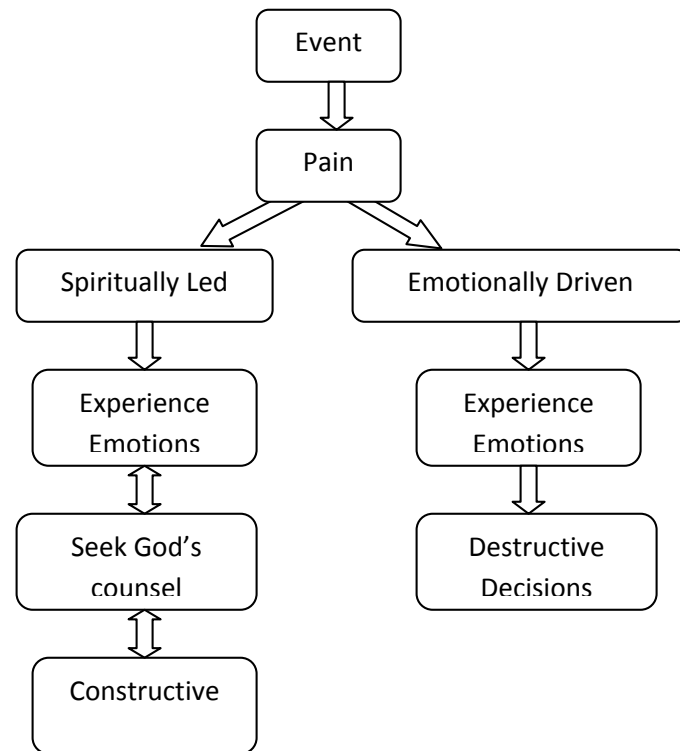 Event
Pain
Spiritually Led
Emotionally Driven
Experience
Emotions
Experience
Emotions
Seek God’s
counsel
Destructive
Decisions
Constructive